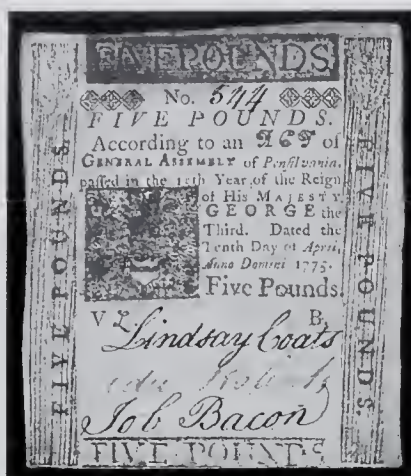 FIVE POUNDS
No. 544
FIVE POUNDS.
According to an ACT of
GENERAL ASSEMBLY of Pensilvania,
passed in the 15th Year of the Reign
of His MAJESTY
GEORGE the
Third. Dated the
Tenth Day of April,
Anno Domini 1775.
Five Pounds.
V L B
Lindsay Coats
Job Bacon
FIVE POUNDS
FIVE POUNDS.
FIVE POUNDS.